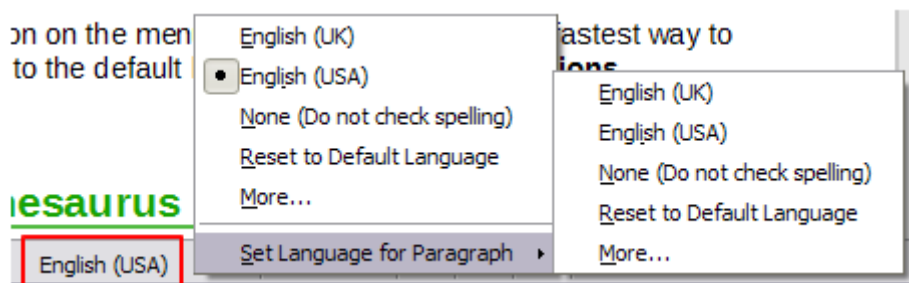 on on the men
astest way to
to the default
ions
English (UK)
English (USA)
None (Do not check spelling)
Reset to Default Language
More...
Set Language for Paragraph
English (UK)
English (USA)
None (Do not check spelling)
Reset to Default Language
More...
esaurus
English (USA)